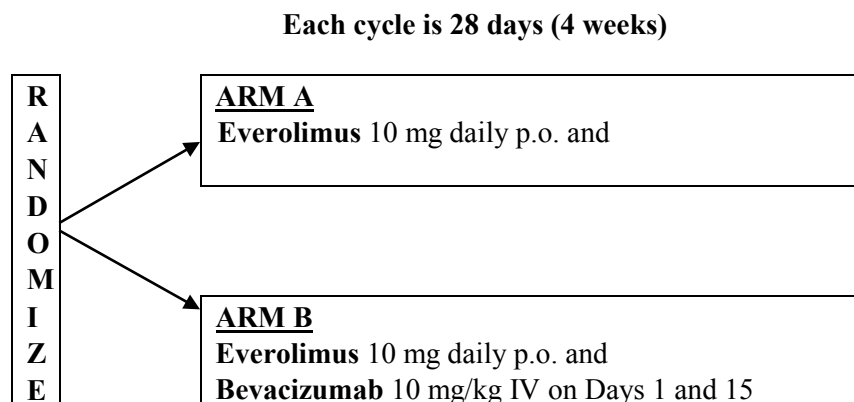 Each cycle is 28 days (4 weeks)
R
A
N
D
O
M
I
Z
E
ARM A
Everolimus 10 mg daily p.o. and
ARM B
Everolimus 10 mg daily p.o. and
Bevacizumab 10 mg/kg IV on Days 1 and 15